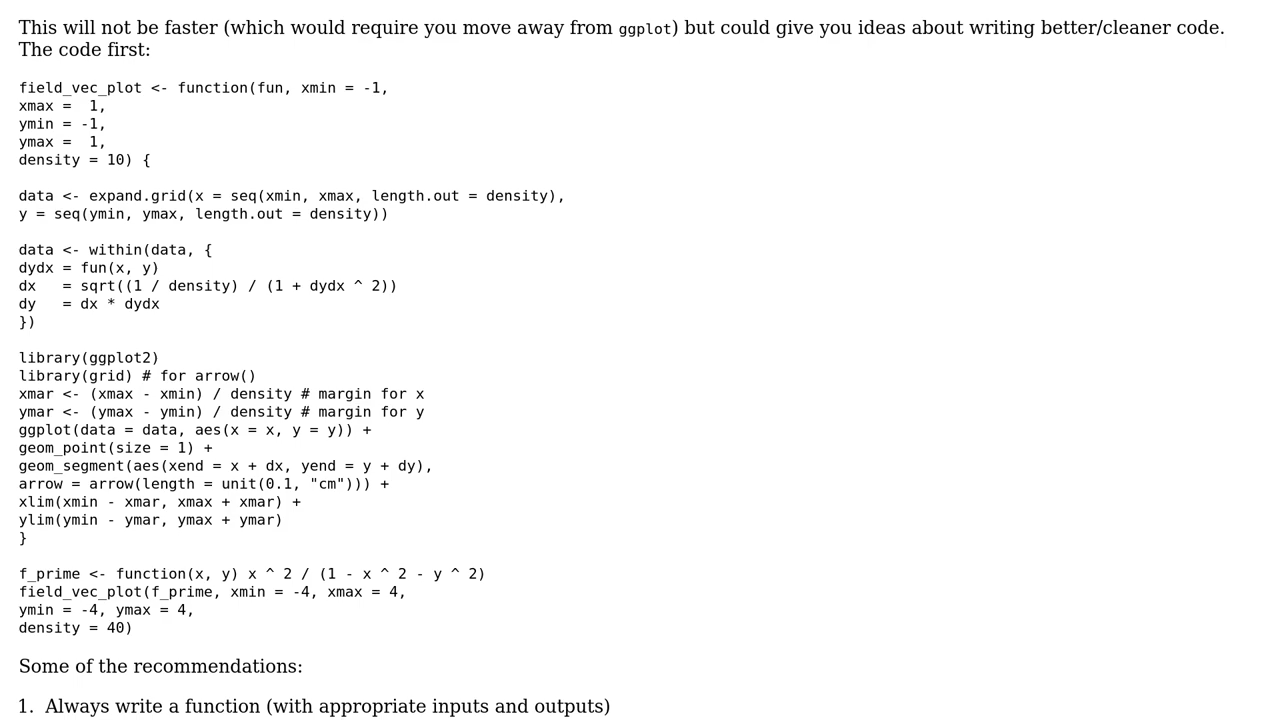 This will not be faster (which would require you move away from ggplot) but could give you ideas about writing better/cleaner code.
The code first:
field_vec_plot <- function(fun, xmin = -1,
xmax =  1,
ymin = -1,
ymax =  1,
density = 10) {
data <- expand.grid(x = seq(xmin, xmax, length.out = density),
y = seq(ymin, ymax, length.out = density))
data <- within(data, {
dydx = fun(x, y)
dx   = sqrt((1 / density) / (1 + dydx ^ 2))
dy   = dx * dydx
})
library(ggplot2)
library(grid) # for arrow()
xmar <- (xmax - xmin) / density # margin for x
ymar <- (ymax - ymin) / density # margin for y
ggplot(data = data, aes(x = x, y = y)) +
geom_point(size = 1) +
geom_segment(aes(xend = x + dx, yend = y + dy),
arrow = arrow(length = unit(0.1, "cm"))) +
xlim(xmin - xmar, xmax + xmar) +
ylim(ymin - ymar, ymax + ymar)
}
f_prime <- function(x, y) x ^ 2 / (1 - x ^ 2 - y ^ 2)
field_vec_plot(f_prime, xmin = -4, xmax = 4,
ymin = -4, ymax = 4,
density = 40)
Some of the recommendations:
1. Always write a function (with appropriate inputs and outputs)